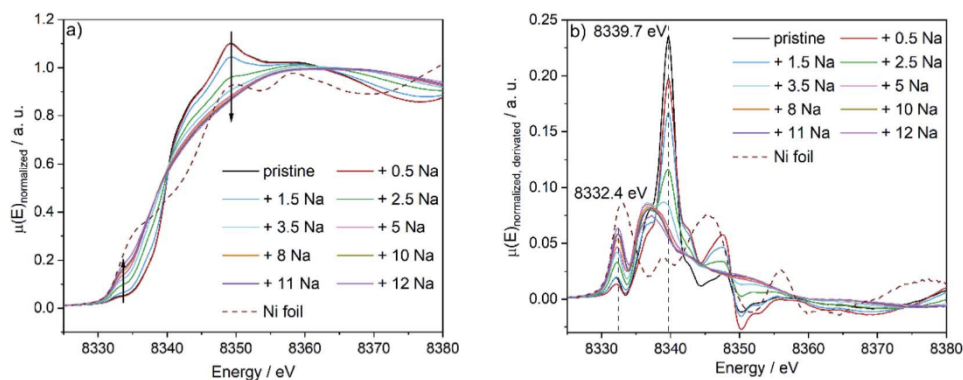 a)
1.2
1.0
0.8
0.6
0.4
0.2
0.0
μ(E)normalized / a. u.
pristine + 0.5 Na
+ 1.5 Na + 2.5 Na
+ 3.5 Na + 5 Na
+ 8 Na + 10 Na
+ 11 Na + 12 Na
Ni foil
8330 8340 8350 8360 8370 8380
Energy / eV
b)
8339.7 eV
8332.4 eV
0.25
0.20
0.15
0.10
0.05
0.00
μ(E)normalized, derivated / a. u.
pristine + 0.5 Na
+ 1.5 Na + 2.5 Na
+ 3.5 Na + 5 Na
+ 8 Na + 10 Na
+ 11 Na + 12 Na
Ni foil
8330 8340 8350 8360 8370 8380
Energy / eV